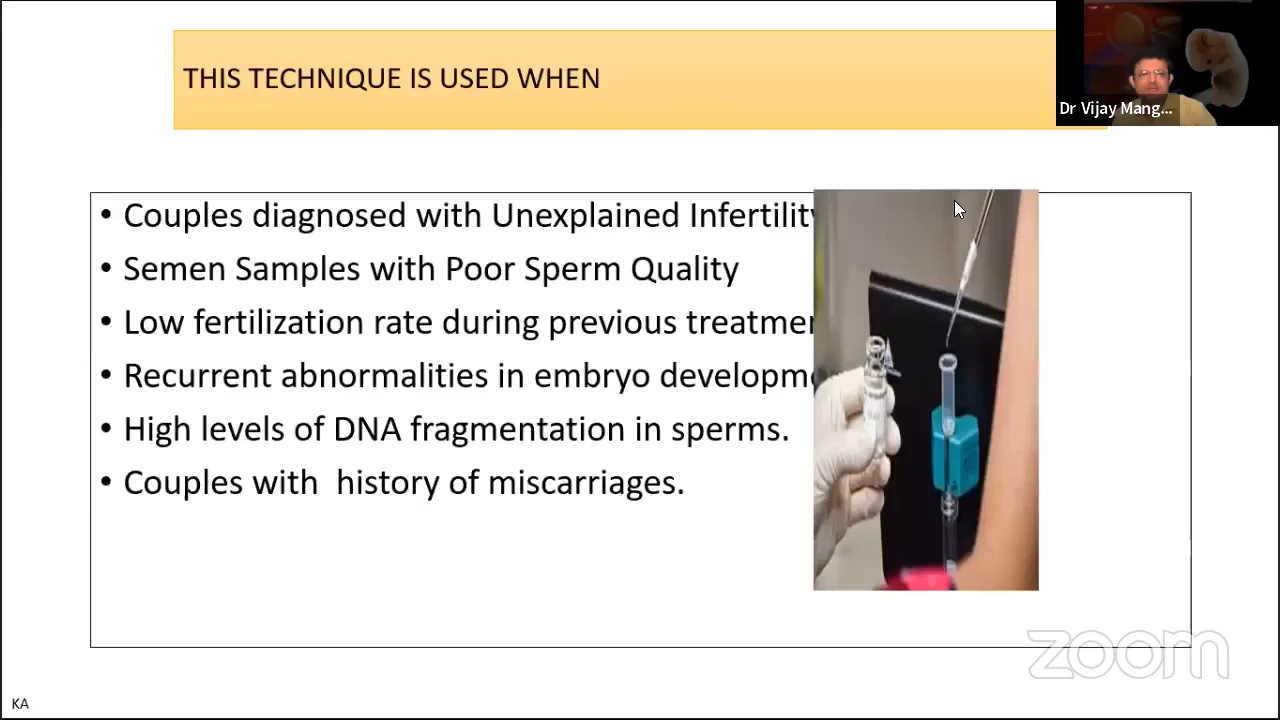 THIS TECHNIQUE IS USED WHEN
Dr Vijay Mang...
• Couples diagnosed with Unexplained Infertility
• Semen Samples with Poor Sperm Quality
• Low fertilization rate during previous
• Recurrent abnormalities in embryo
• High levels of DNA fragmentation in sperms.
• Couples with history of miscarriages.
zoom
KA